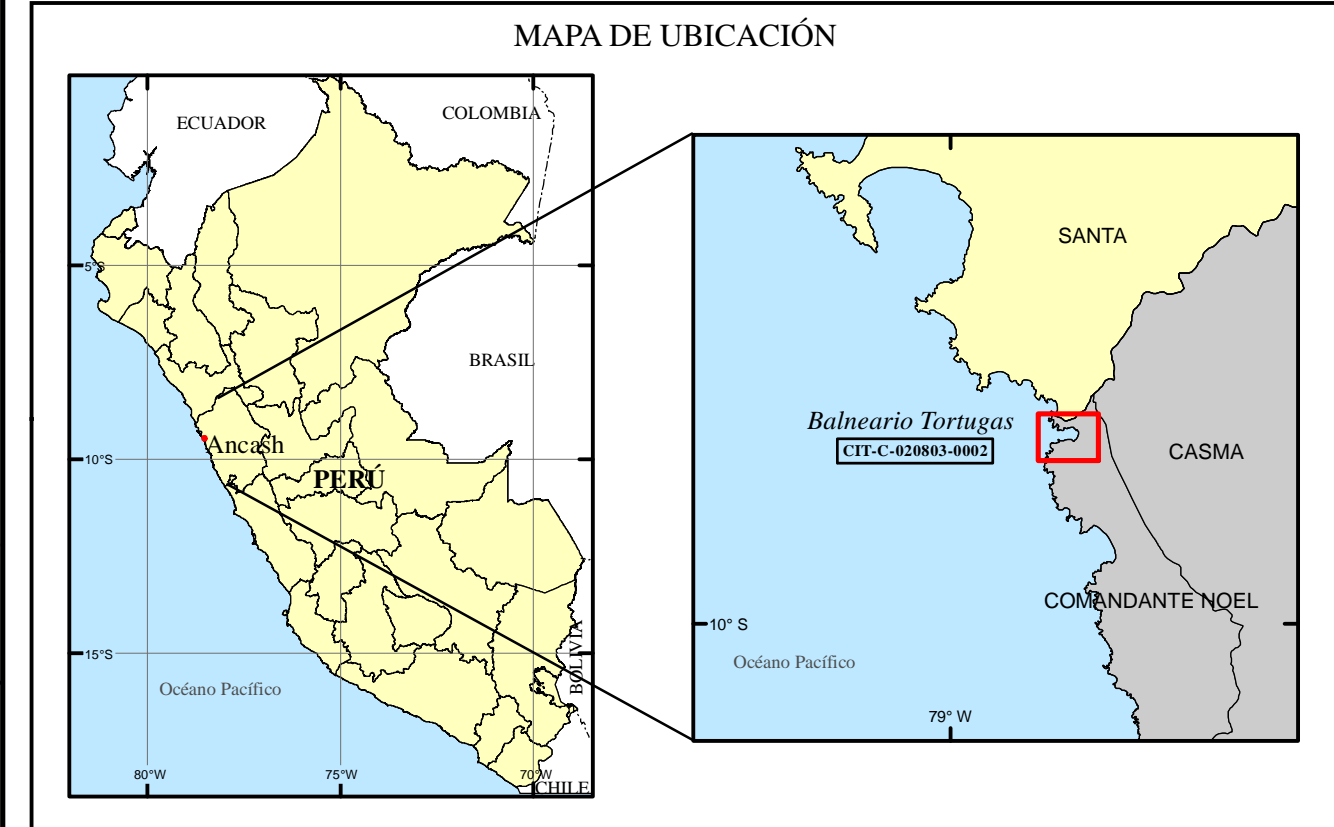 MAPA DE UBICACIÓN
ECUADOR
COLOMBIA
5°S
BRASIL
Ancash
10°S
PERÚ
15°S
BOLIVIA
Océano Pacífico
80°W
75°W
70°W
CHILE
SANTA
Balneario Tortugas
CIT-C-020803-0002
CASMA
COMANDANTE NOEL
10° S
Océano Pacífico
79° W